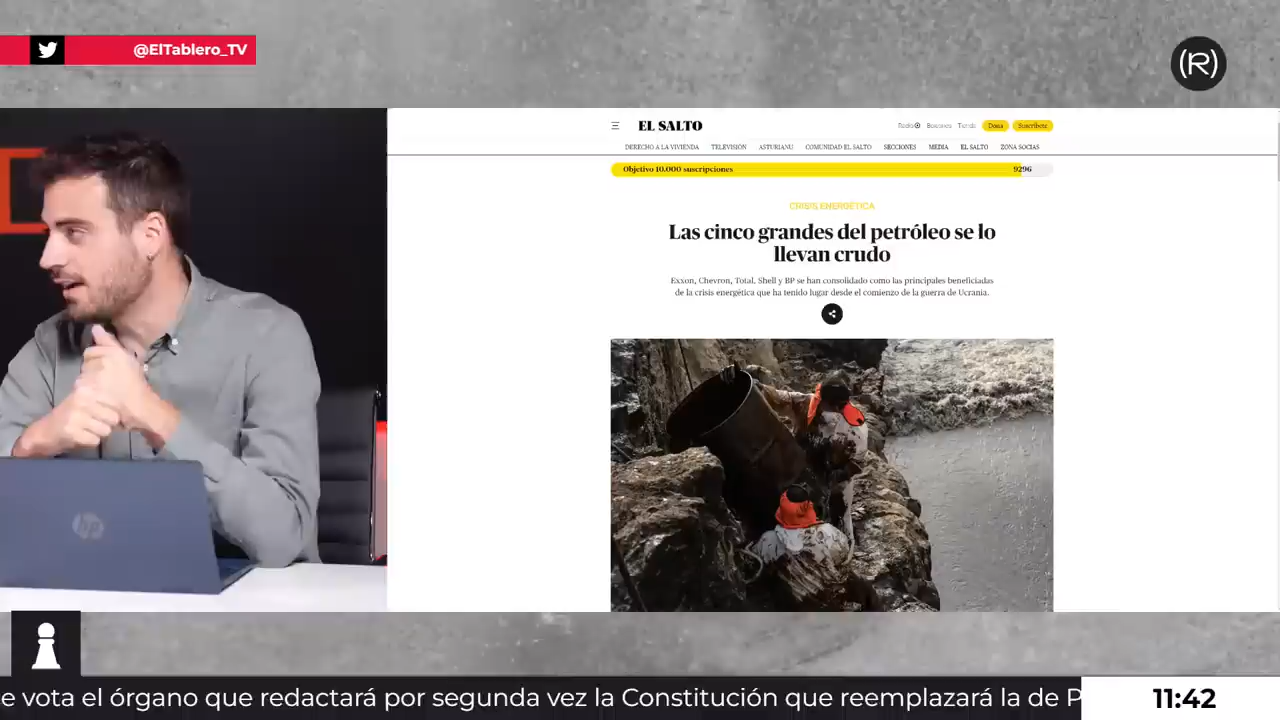 @ElTablero_TV
(R)
EL SALTO
Radio
Buscones
Tienda
Dona
Suscríbete
DERECHO A LA VIVIENDA
TELEVISIÓN
ASTURIANU
COMUNIDAD EL SALTO
SECCIONES
MEDIA
EL SALTO
ZONA SOCIAS
Objetivo 10.000 suscripciones
9296
CRISIS ENERGÉTICA
Las cinco grandes del petróleo se lo
llevan crudo
Exxon, Chevron, Total, Shell y BP se han consolidado como las principales beneficiadas
de la crisis energética que ha tenido lugar desde el comienzo de la guerra de Ucrania.
hp
e vota el órgano que redactará por segunda vez la Constitución que reemplazará la de P
11:42